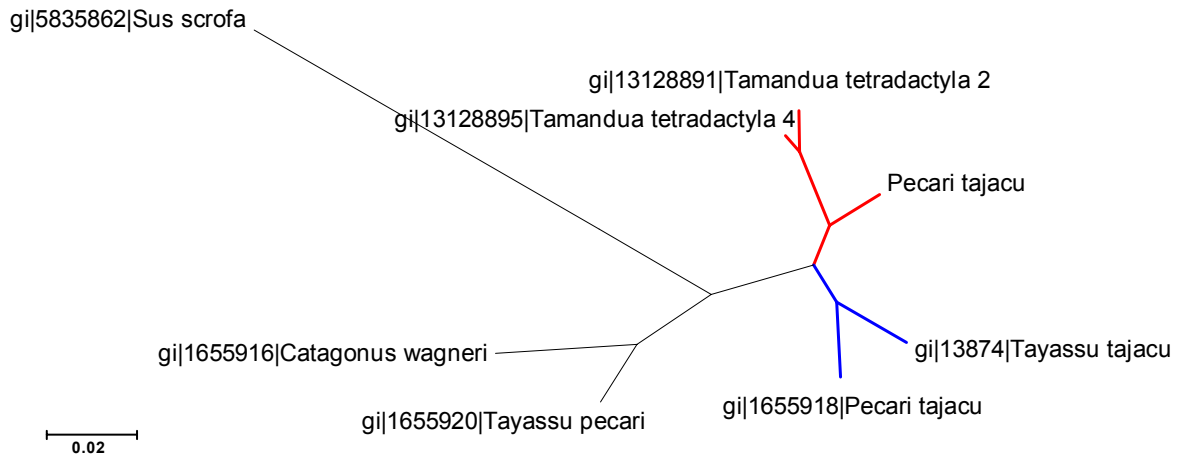 gi|5835862|Sus scrofa
gi|13128891|Tamandua tetradactyla 2
gi|13128895|Tamandua tetradactyla 4
Pecari tajacu
gi|13874|Tayassu tajacu
gi|1655916|Catagonus wagneri
gi|1655918|Pecari tajacu
gi|1655920|Tayassu pecari
0.02